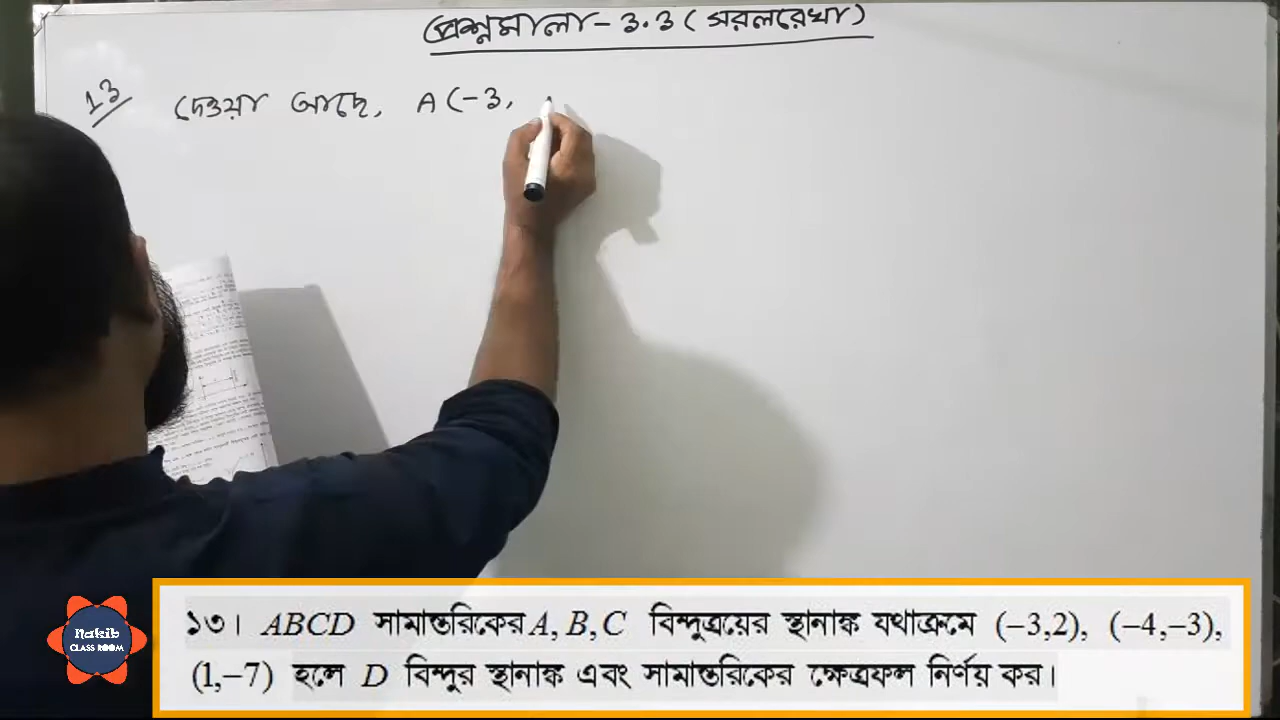 প্রশ্নমালা - 3.3 (সরলরেখা)
13 দেওয়া আছে, A (-3,
১৩। ABCD সামান্তরিকের A, B, C বিন্দুত্রয়ের স্থানাঙ্ক যথাক্রমে (−3,2), (−4,−3),
(1,−7) হলে D বিন্দুর স্থানাঙ্ক এবং সামান্তরিকের ক্ষেত্রফল নির্ণয় কর।
Nakib
CLASS ROOM